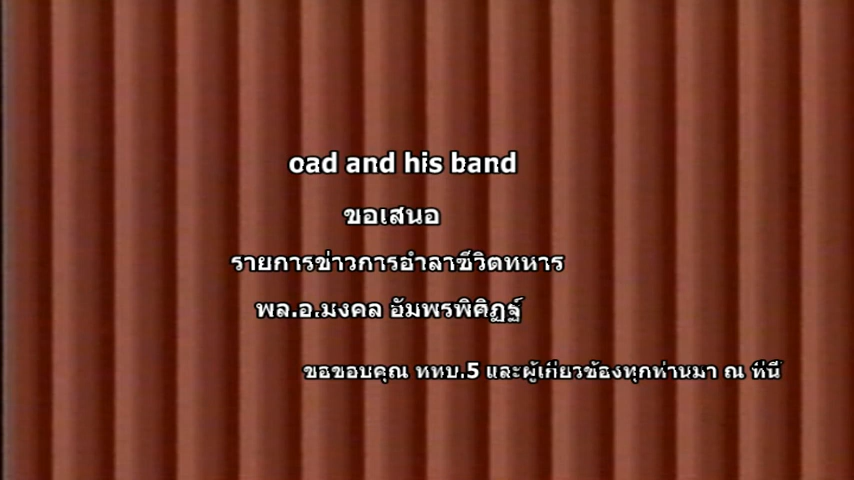 oad and his band
ขอเสนอ
รายการข่าวการอำลาชีวิตทหาร
พล.อ.มงคล อัมพรพิศิฏฐ์
ขอขอบคุณ ททบ.5 และผู้เกี่ยวข้องทุกท่านมา ณ ที่นี้